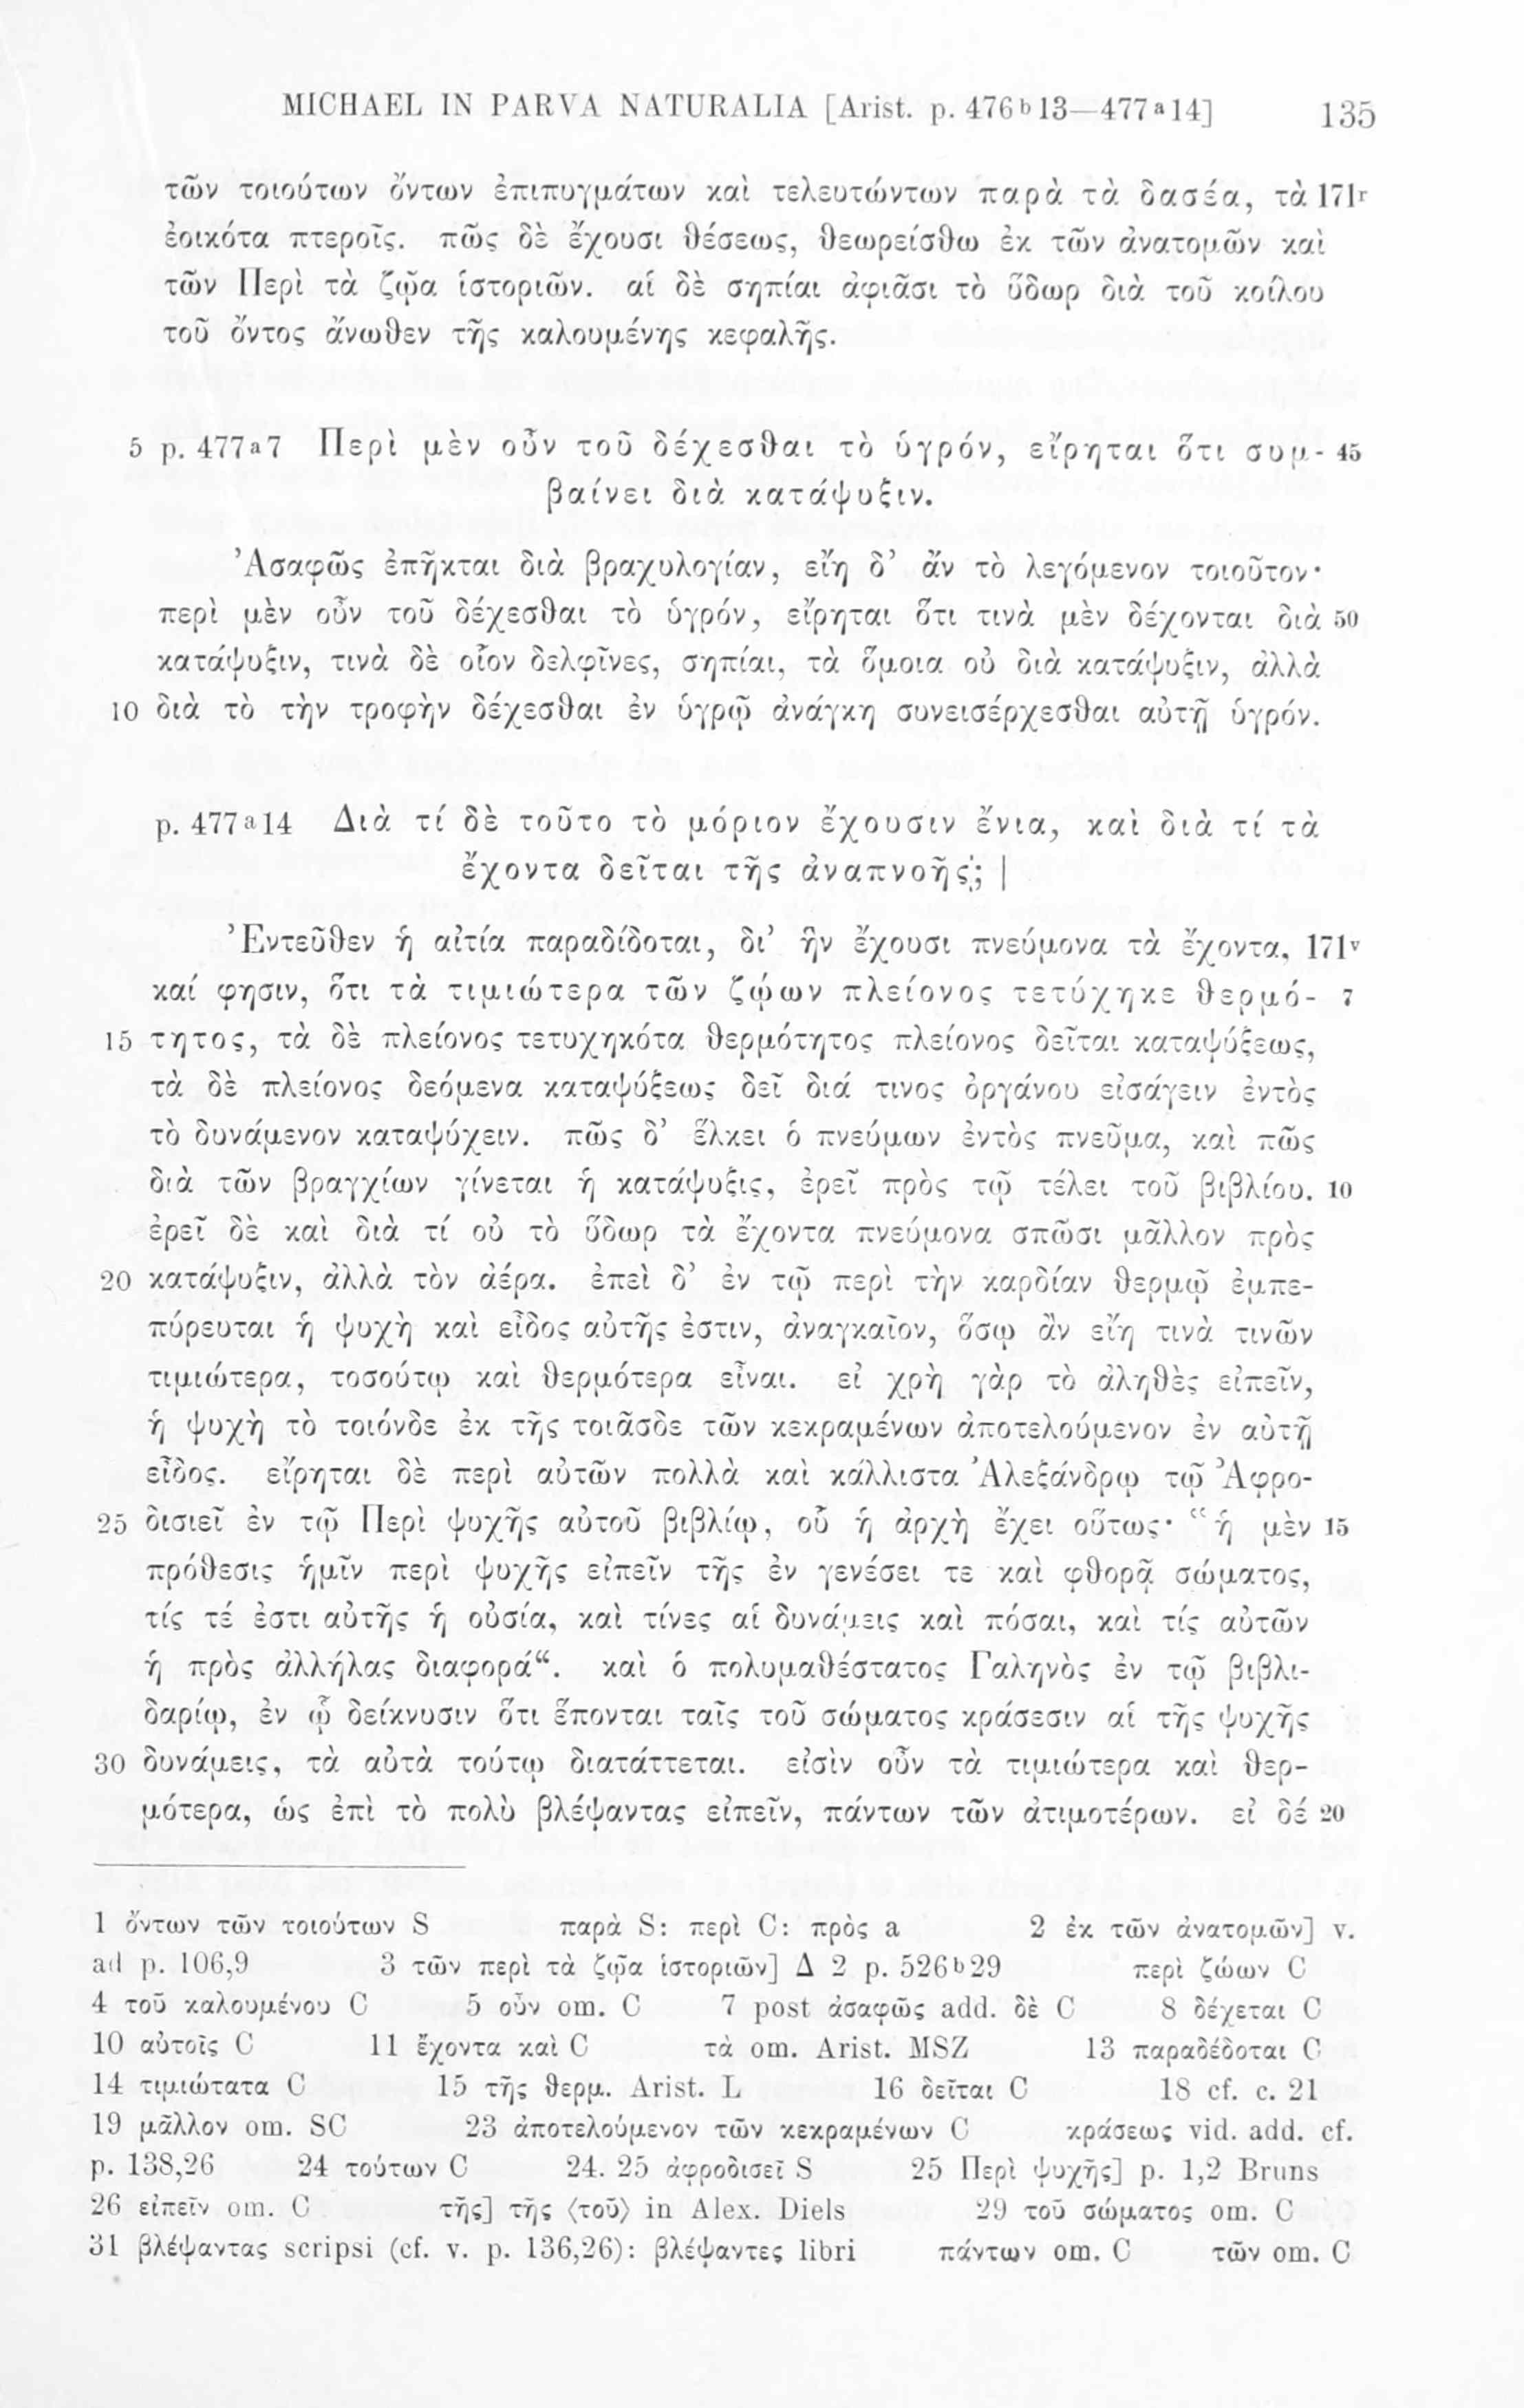 MICHAEL IN PARVA NATURALIA [Arist. p. 476ᵇ13—477ᵃ14] 135
τῶν τοιούτων ὄντων ἐπιπυγμάτων καὶ τελευτώντων παρὰ τὰ δασέα, τὰ 171ʳ
ἐοικότα πτεροῖς. πῶς δὲ ἔχουσι θέσεως, θεωρείσθω ἐκ τῶν ἀνατομῶν καὶ
τῶν Περὶ τὰ ζῷα ἱστοριῶν. αἱ δὲ σηπίαι ἀφιᾶσι τὸ ὕδωρ διὰ τοῦ κοίλου
τοῦ ὄντος ἄνωθεν τῆς καλουμένης κεφαλῆς.
5 p. 477ᵃ7 Περὶ μὲν οὖν τοῦ δέχεσθαι τὸ ὑγρόν, εἴρηται ὅτι συμ- 45
βαίνει διὰ κατάψυξιν.
Ἀσαφῶς ἐπῆκται διὰ βραχυλογίαν, εἴη δ’ ἂν τὸ λεγόμενον τοιοῦτον·
περὶ μὲν οὖν τοῦ δέχεσθαι τὸ ὑγρόν, εἴρηται ὅτι τινὰ μὲν δέχονται διὰ 50
κατάψυξιν, τινὰ δὲ οἷον δελφῖνες, σηπίαι, τὰ ὅμοια οὐ διὰ κατάψυξιν, ἀλλὰ
10 διὰ τὸ τὴν τροφὴν δέχεσθαι ἐν ὑγρῷ ἀνάγκη συνεισέρχεσθαι αὐτῇ ὑγρόν.
p. 477ᵃ14 Διὰ τί δὲ τοῦτο τὸ μόριον ἔχουσιν ἔνια, καὶ διὰ τί τὰ
ἔχοντα δεῖται τῆς ἀναπνοῆς; |
Ἐντεῦθεν ἡ αἰτία παραδίδοται, δι’ ἣν ἔχουσι πνεύμονα τὰ ἔχοντα, 171ᵛ
καί φησιν, ὅτι τὰ τιμιώτερα τῶν ζῴων πλείονος τετύχηκε θερμό- 7
15 τητος, τὰ δὲ πλείονος τετυχηκότα θερμότητος πλείονος δεῖται καταψύξεως,
τὰ δὲ πλείονος δεόμενα καταψύξεως δεῖ διά τινος ὀργάνου εἰσάγειν ἐντὸς
τὸ δυνάμενον καταψύχειν. πῶς δ’ ἕλκει ὁ πνεύμων ἐντὸς πνεῦμα, καὶ πῶς
διὰ τῶν βραγχίων γίνεται ἡ κατάψυξις, ἐρεῖ πρὸς τῷ τέλει τοῦ βιβλίου. 10
ἐρεῖ δὲ καὶ διὰ τί οὐ τὸ ὕδωρ τὰ ἔχοντα πνεύμονα σπῶσι μᾶλλον πρὸς
20 κατάψυξιν, ἀλλὰ τὸν ἀέρα. ἐπεὶ δ’ ἐν τῷ περὶ τὴν καρδίαν θερμῷ ἐμπε-
πύρευται ἡ ψυχὴ καὶ εἶδος αὐτῆς ἐστιν, ἀναγκαῖον, ὅσῳ ἂν εἴη τινὰ τινῶν
τιμιώτερα, τοσούτῳ καὶ θερμότερα εἶναι. εἰ χρὴ γὰρ τὸ ἀληθὲς εἰπεῖν,
ἡ ψυχὴ τὸ τοιόνδε ἐκ τῆς τοιᾶσδε τῶν κεκραμένων ἀποτελούμενον ἐν αὐτῇ
εἶδος. εἴρηται δὲ περὶ αὐτῶν πολλὰ καὶ κάλλιστα Ἀλεξάνδρῳ τῷ Ἀφρο-
25 δισιεῖ ἐν τῷ Περὶ ψυχῆς αὐτοῦ βιβλίῳ, οὗ ἡ ἀρχὴ ἔχει οὕτως· “ἡ μὲν 15
πρόθεσις ἡμῖν περὶ ψυχῆς εἰπεῖν τῆς ἐν γενέσει τε καὶ φθορᾷ σώματος,
τίς τέ ἐστι αὐτῆς ἡ οὐσία, καὶ τίνες αἱ δυνάμεις καὶ πόσαι, καὶ τίς αὐτῶν
ἡ πρὸς ἀλλήλας διαφορά“. καὶ ὁ πολυμαθέστατος Γαληνὸς ἐν τῷ βιβλι-
δαρίῳ, ἐν ᾧ δείκνυσιν ὅτι ἕπονται ταῖς τοῦ σώματος κράσεσιν αἱ τῆς ψυχῆς
30 δυνάμεις, τὰ αὐτὰ τούτῳ διατάττεται. εἰσὶν οὖν τὰ τιμιώτερα καὶ θερ-
μότερα, ὡς ἐπὶ τὸ πολὺ βλέψαντας εἰπεῖν, πάντων τῶν ἀτιμοτέρων. εἰ δέ 20
1 ὄντων τῶν τοιούτων S παρὰ S: περὶ C: πρὸς a 2 ἐκ τῶν ἀνατομῶν] v.
ad p. 106,9 3 τῶν περὶ τὰ ζῷα ἱστοριῶν] Δ 2 p. 526ᵇ29 περὶ ζώων C
4 τοῦ καλουμένου C 5 οὖν om. C 7 post ἀσαφῶς add. δὲ C 8 δέχεται C
10 αὐτοῖς C 11 ἔχοντα καὶ C τὰ om. Arist. MSZ 13 παραδέδοται C
14 τιμιώτατα C 15 τῆς θερμ. Arist. L 16 δεῖται C 18 cf. c. 21
19 μᾶλλον om. SC 23 ἀποτελούμενον τῶν κεκραμένων C κράσεως vid. add. cf.
p. 138,26 24 τούτων C 24. 25 ἀφροδισεῖ S 25 Περὶ ψυχῆς] p. 1,2 Bruns
26 εἰπεῖν om. C τῆς] τῆς ⟨τοῦ⟩ in Alex. Diels 29 τοῦ σώματος om. C
31 βλέψαντας scripsi (cf. v. p. 136,26): βλέψαντες libri πάντων om. C τῶν om. C